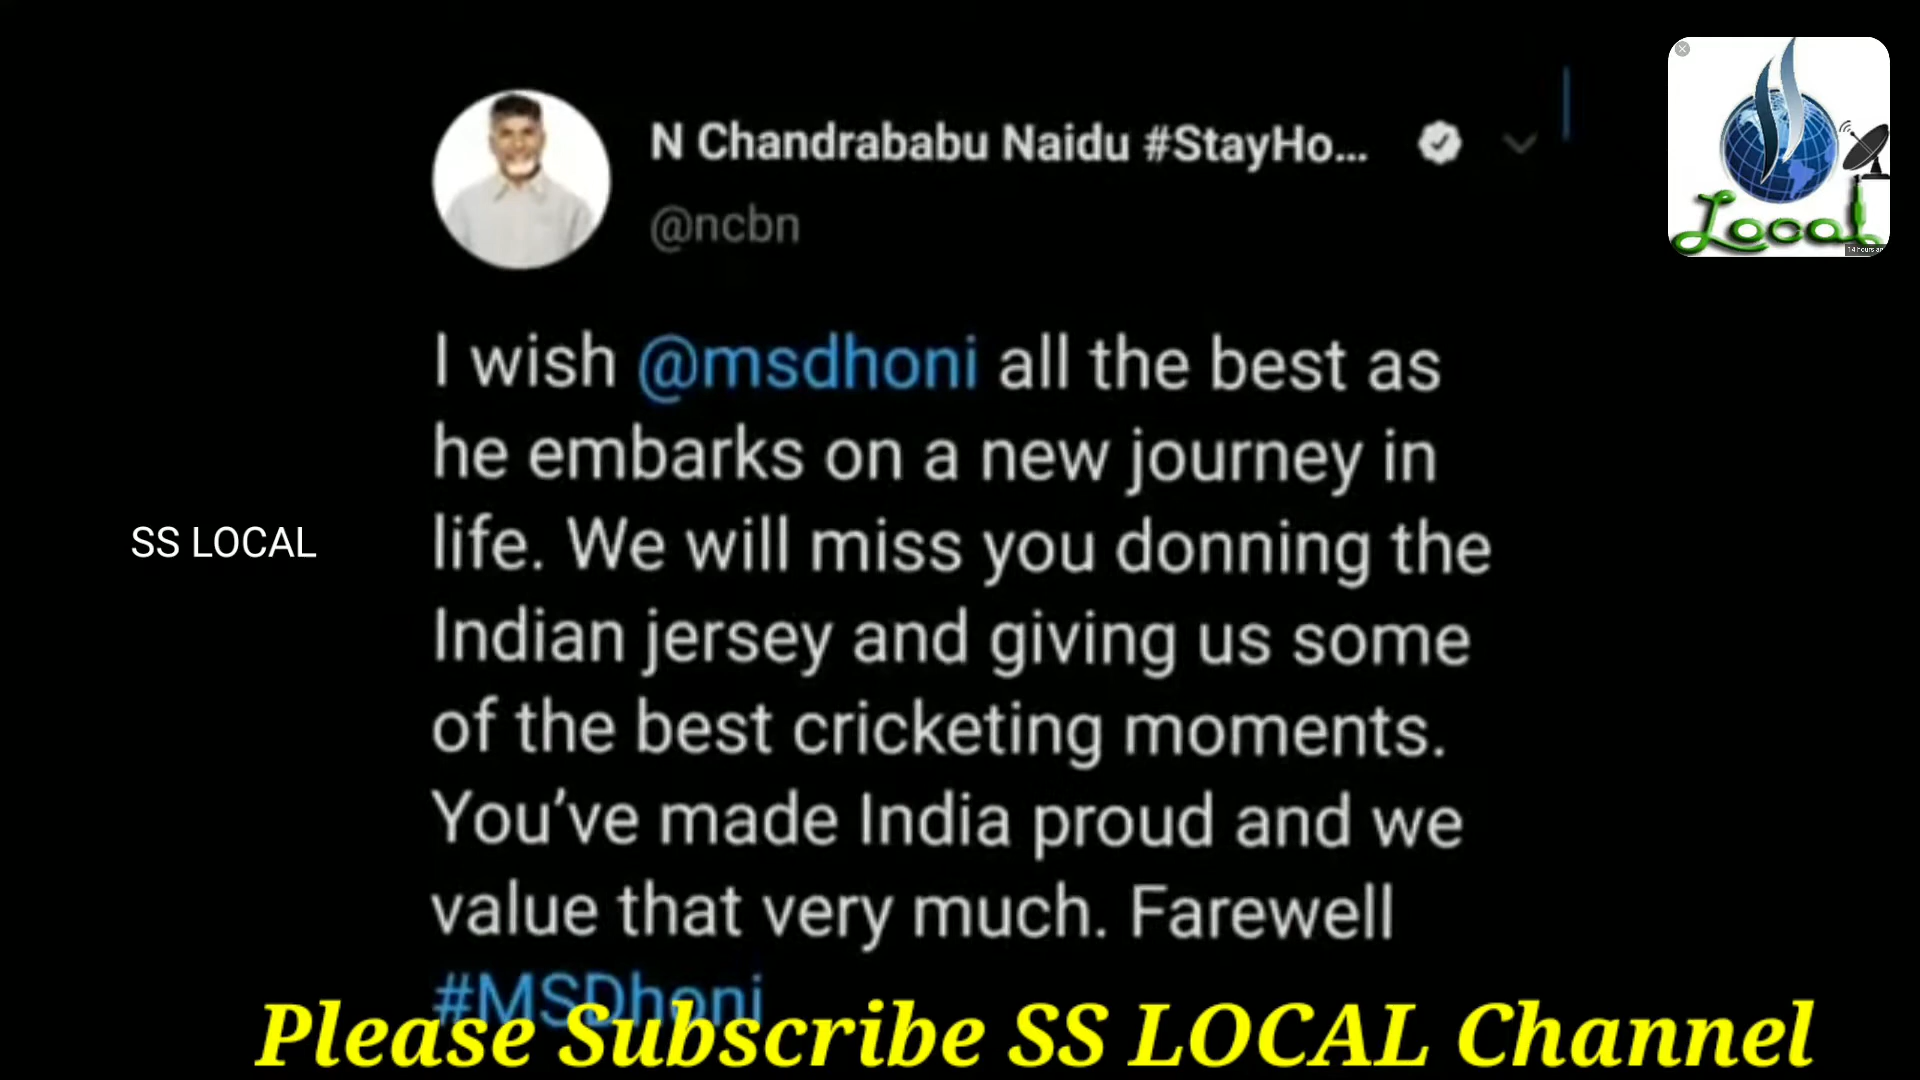 N Chandrababu Naidu #StayHo...
@ncbn
I wish @msdhoni all the best as
he embarks on a new journey in
life. We will miss you donning the
Indian jersey and giving us some
of the best cricketing moments.
You've made India proud and we
value that very much. Farewell
#MSDhoni
SS LOCAL
Local
Please Subscribe SS LOCAL Channel